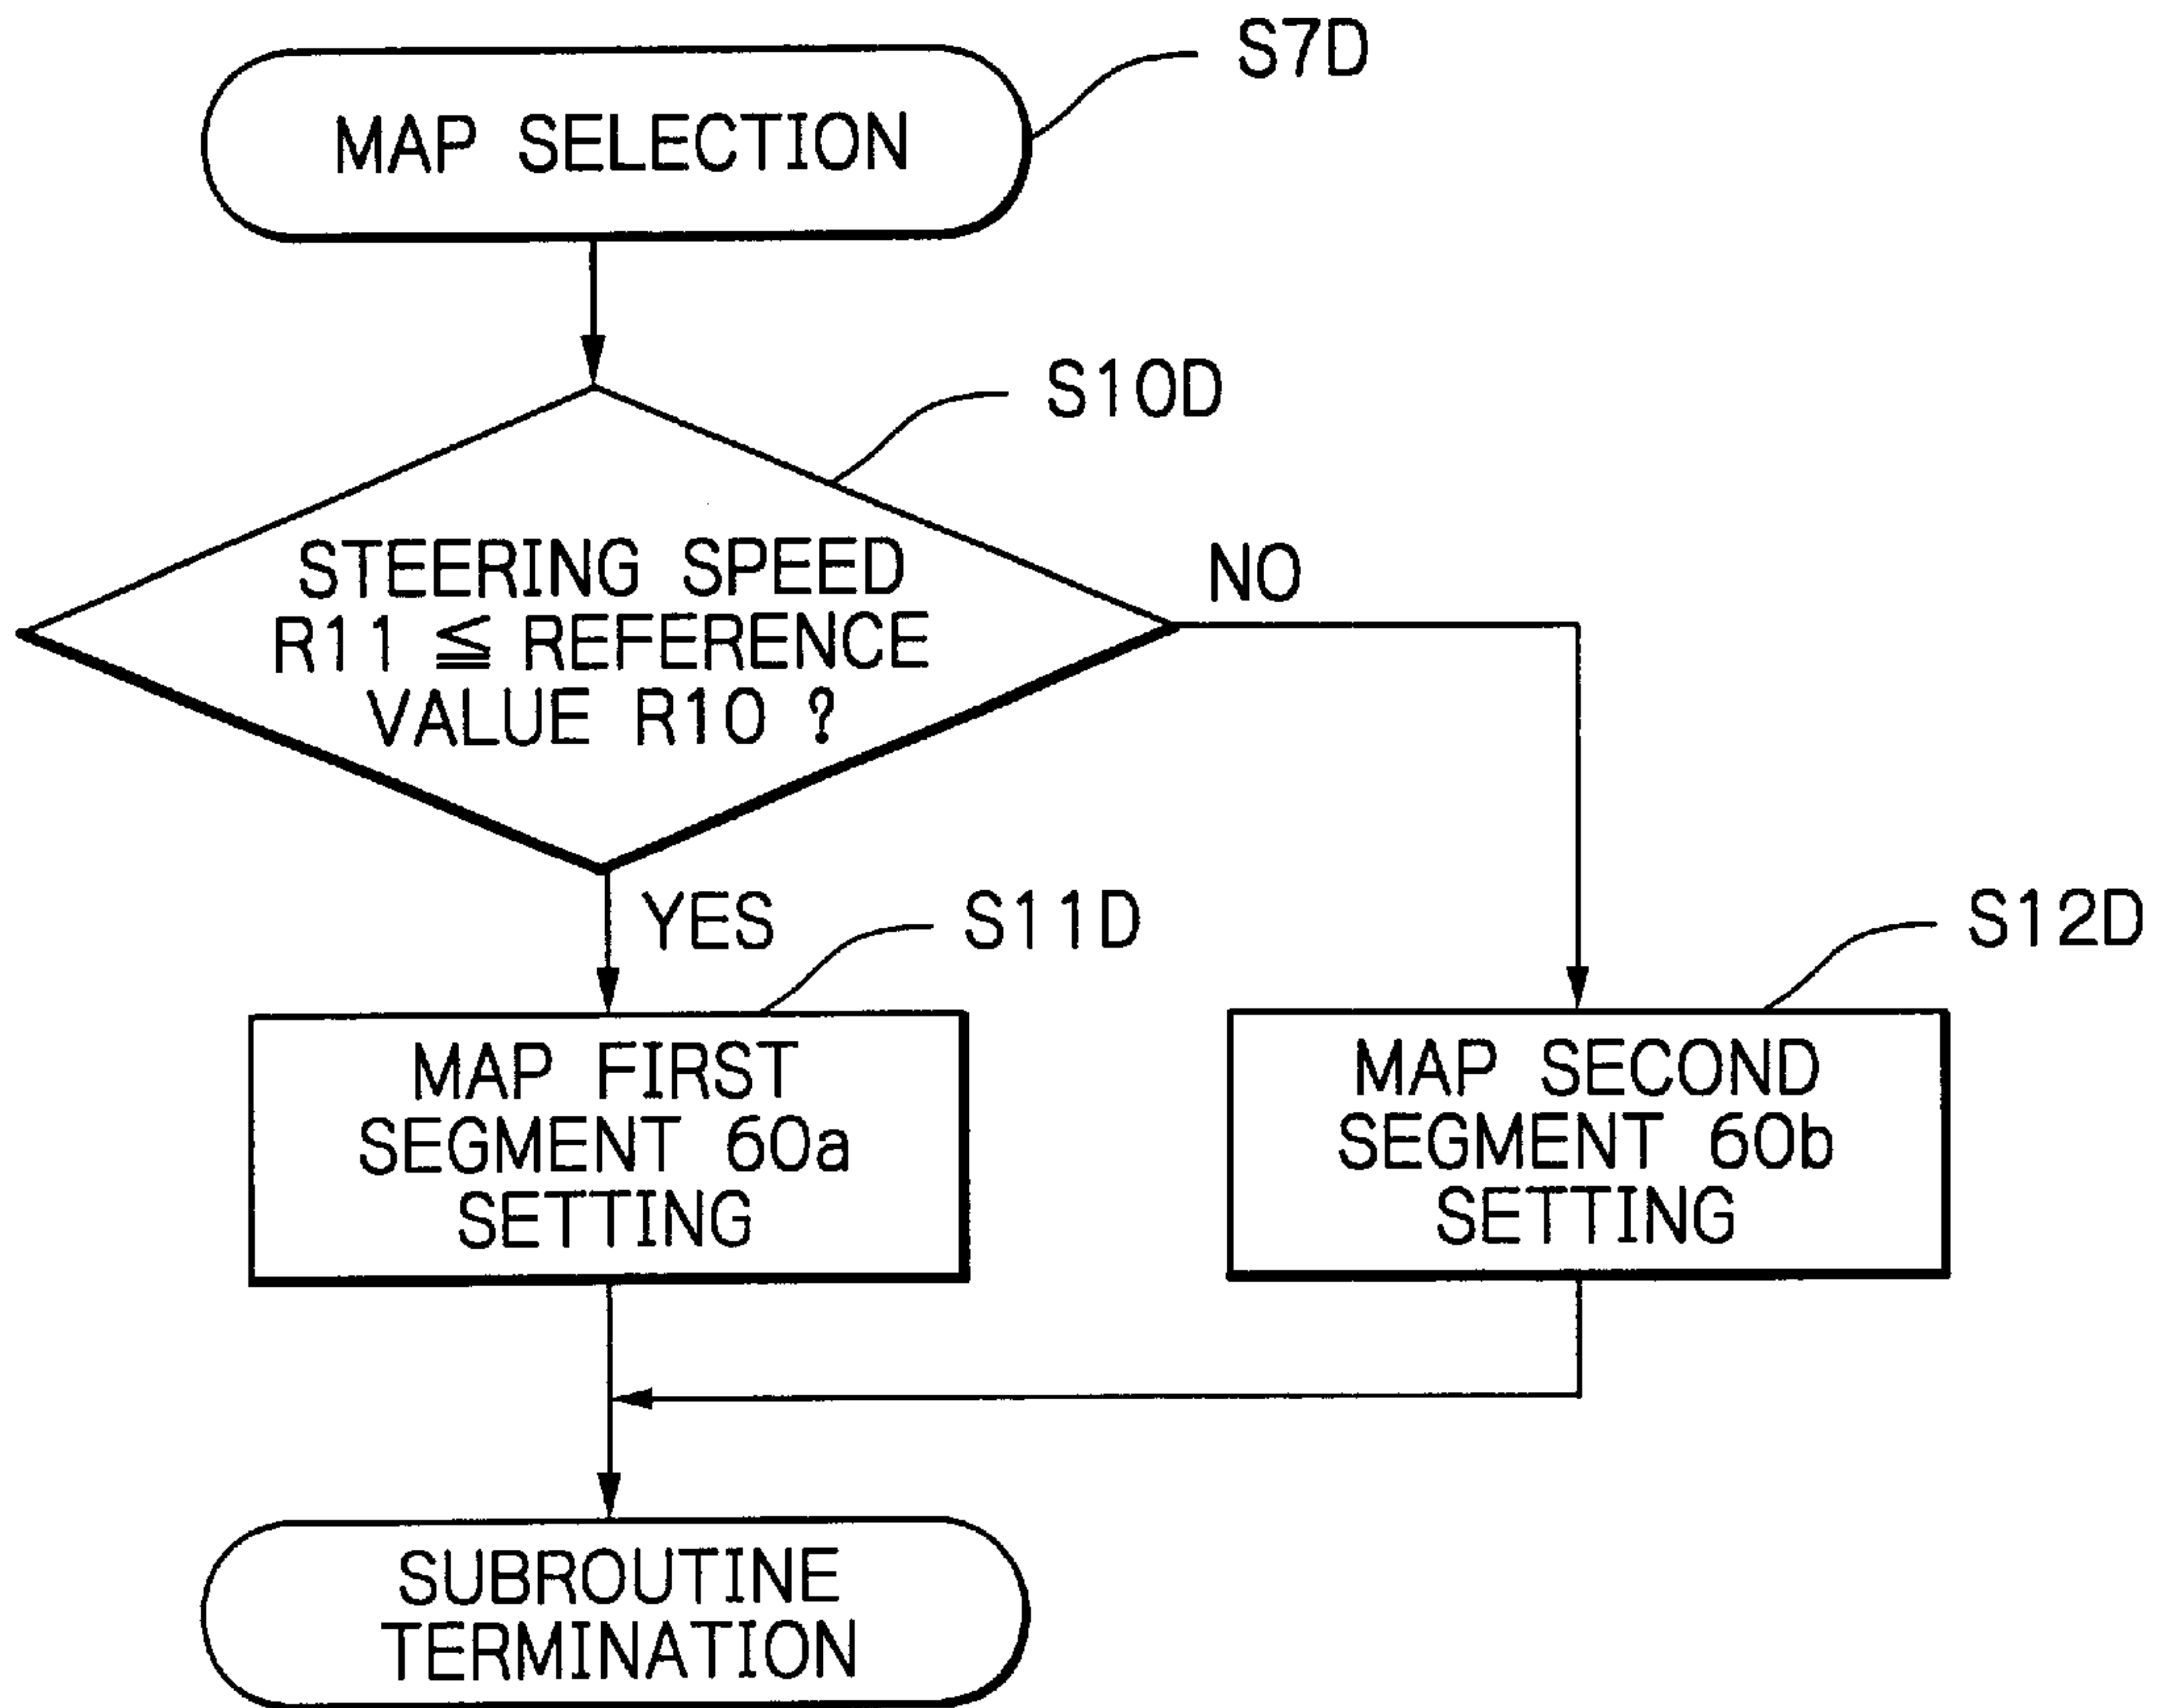 S7D
MAP SELECTION
S10D
STEERING SPEED
R11 ≦ REFERENCE
VALUE R10 ?
NO
YES
S11D
S12D
MAP FIRST
SEGMENT 60a
SETTING
MAP SECOND
SEGMENT 60b
SETTING
SUBROUTINE
TERMINATION